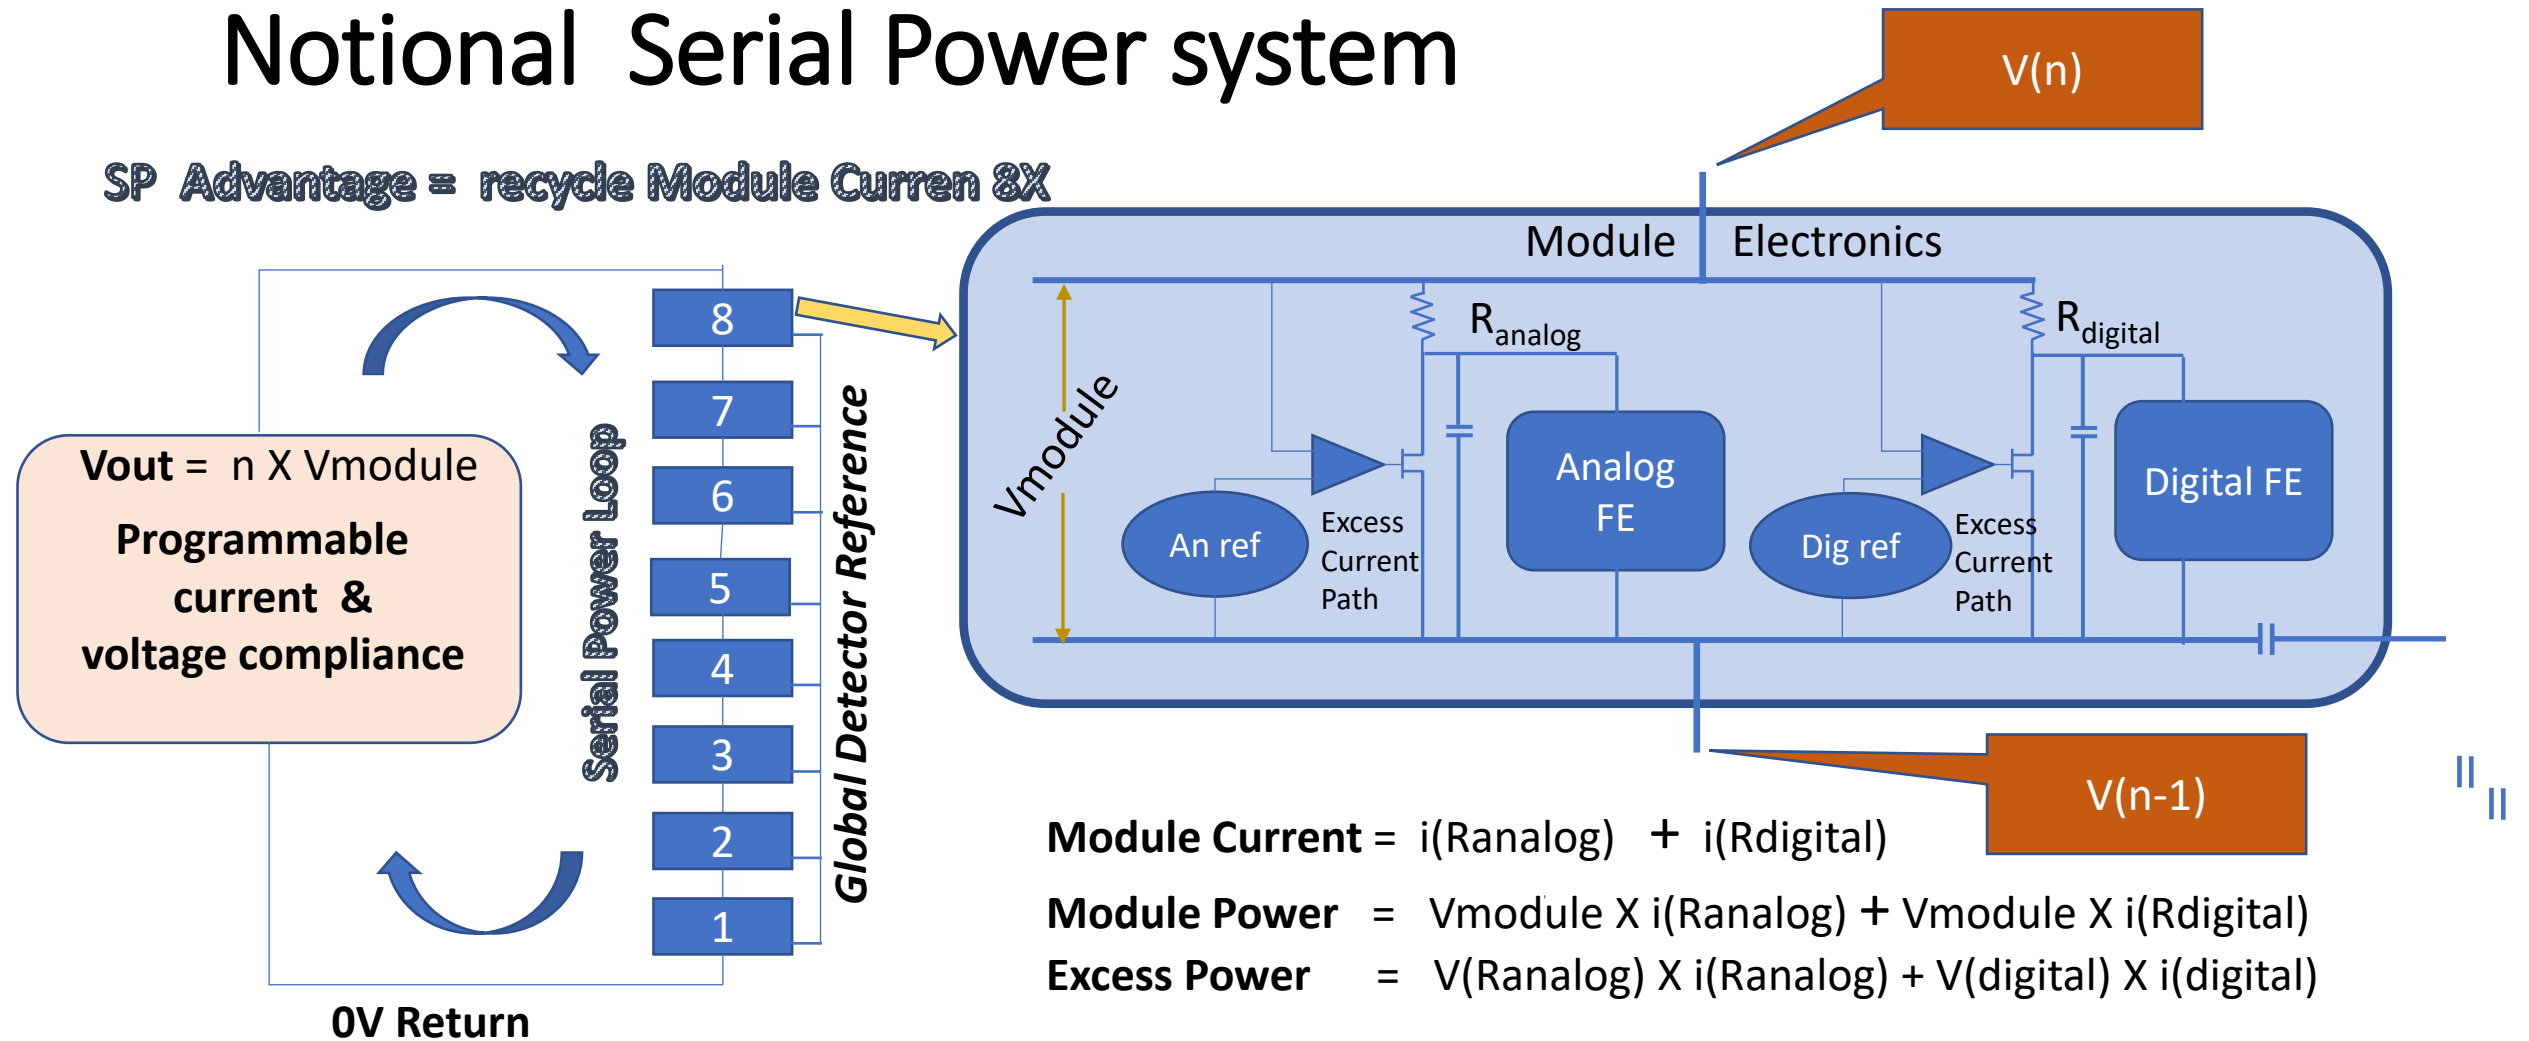 Notional Serial Power system
SP Advantage = recycle Module Curren 8X
V(n)
Module Electronics
8
7
6
5
4
3
2
1
Serial Power Loop
Global Detector Reference
Vout = n X Vmodule
Programmable
current &
voltage compliance
0V Return
Vmodule
Ranalog
Rdigital
An ref
Excess
Current
Path
Analog
FE
Dig ref
Excess
Current
Path
Digital FE
V(n-1)
Module Current = i(Ranalog) + i(Rdigital)
Module Power = Vmodule X i(Ranalog) + Vmodule X i(Rdigital)
Excess Power = V(Ranalog) X i(Ranalog) + V(digital) X i(digital)